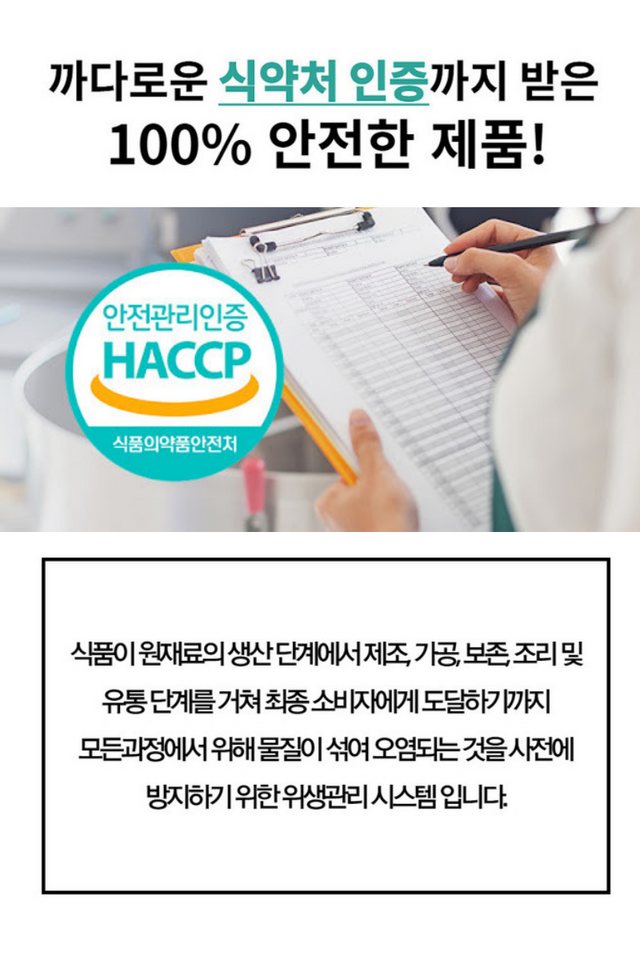 까다로운 식약처 인증까지 받은
100% 안전한 제품!
안전관리인증
HACCP
식품의약품안전처
식품이 원재료의 생산 단계에서 제조, 가공, 보존, 조리 및
유통 단계를 거쳐 최종 소비자에게 도달하기까지
모든과정에서 위해 물질이 섞여 오염되는 것을 사전에
방지하기 위한 위생관리 시스템 입니다.